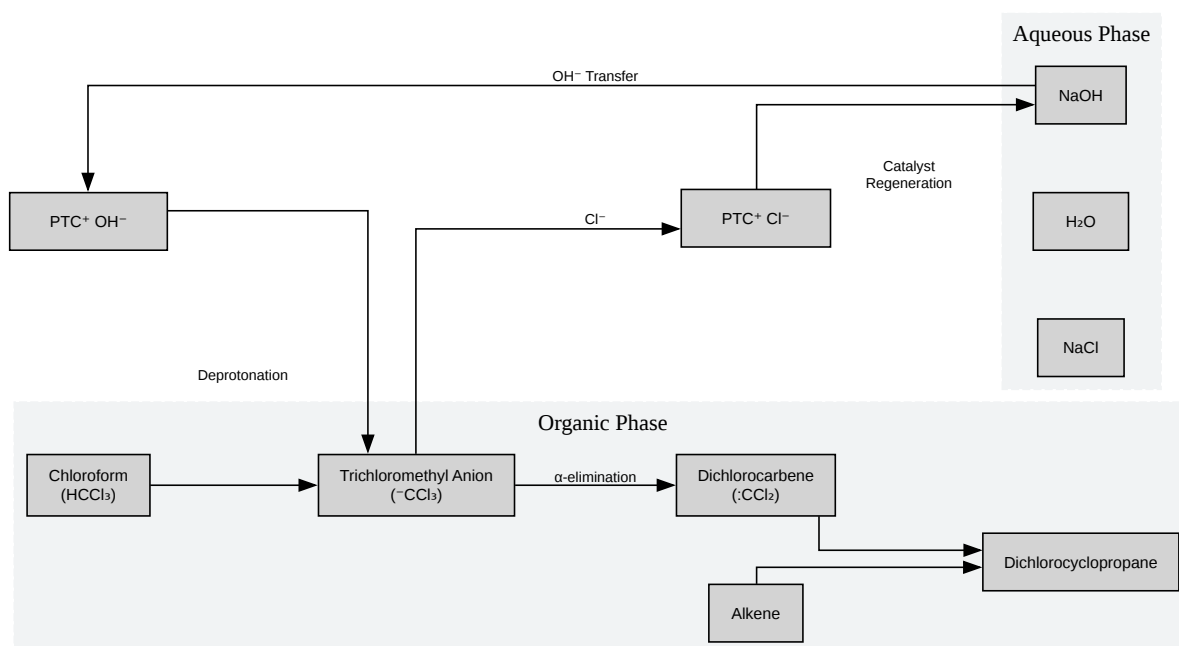 Aqueous Phase
OH⁻ Transfer
NaOH
Catalyst
Regeneration
PTC⁺ OH⁻
Cl⁻
PTC⁺ Cl⁻
H₂O
NaCl
Deprotonation
Organic Phase
Chloroform
(HCCl₃)
Trichloromethyl Anion
(⁻CCl₃)
α-elimination
Dichlorocarbene
(:CCl₂)
Dichlorocyclopropane
Alkene